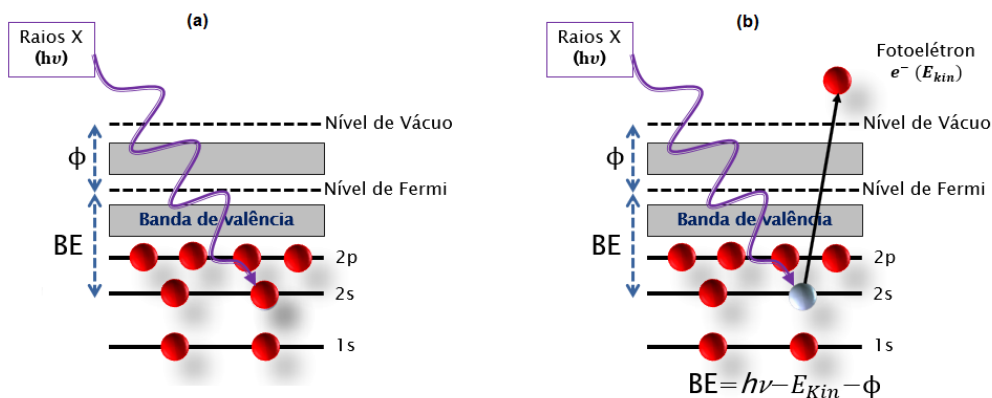 (a)
Raios X
(hν)
Nível de Vácuo
ϕ
Nível de Fermi
Banda de valência
BE
2p
2s
1s
(b)
Raios X
(hν)
Fotoelétron
e⁻ (E_kin)
Nível de Vácuo
ϕ
Nível de Fermi
Banda de valência
BE
2p
2s
1s
BE=hν−E_Kin−ϕ